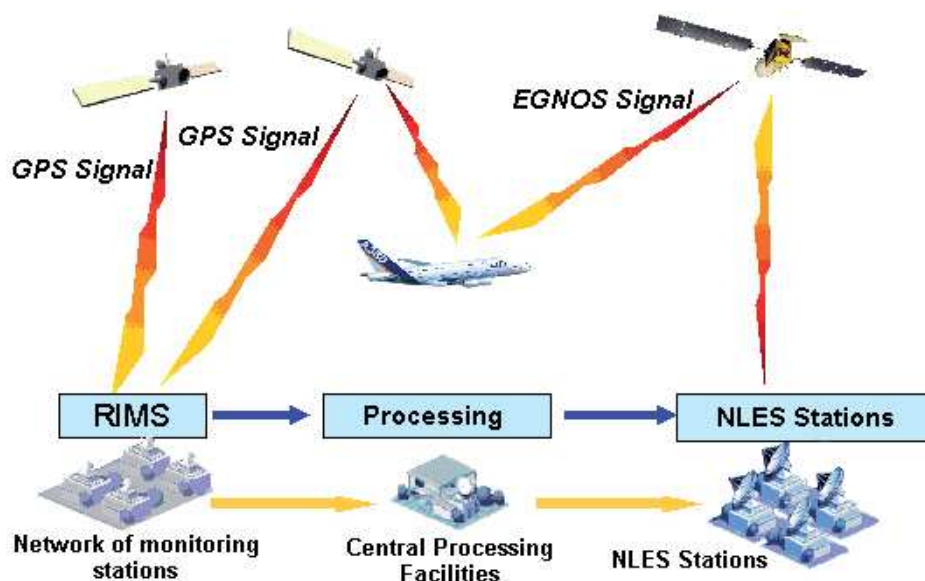 EGNOS Signal
GPS Signal
GPS Signal
RIMS
Processing
NLES Stations
Network of monitoring
stations
Central Processing
Facilities
NLES Stations